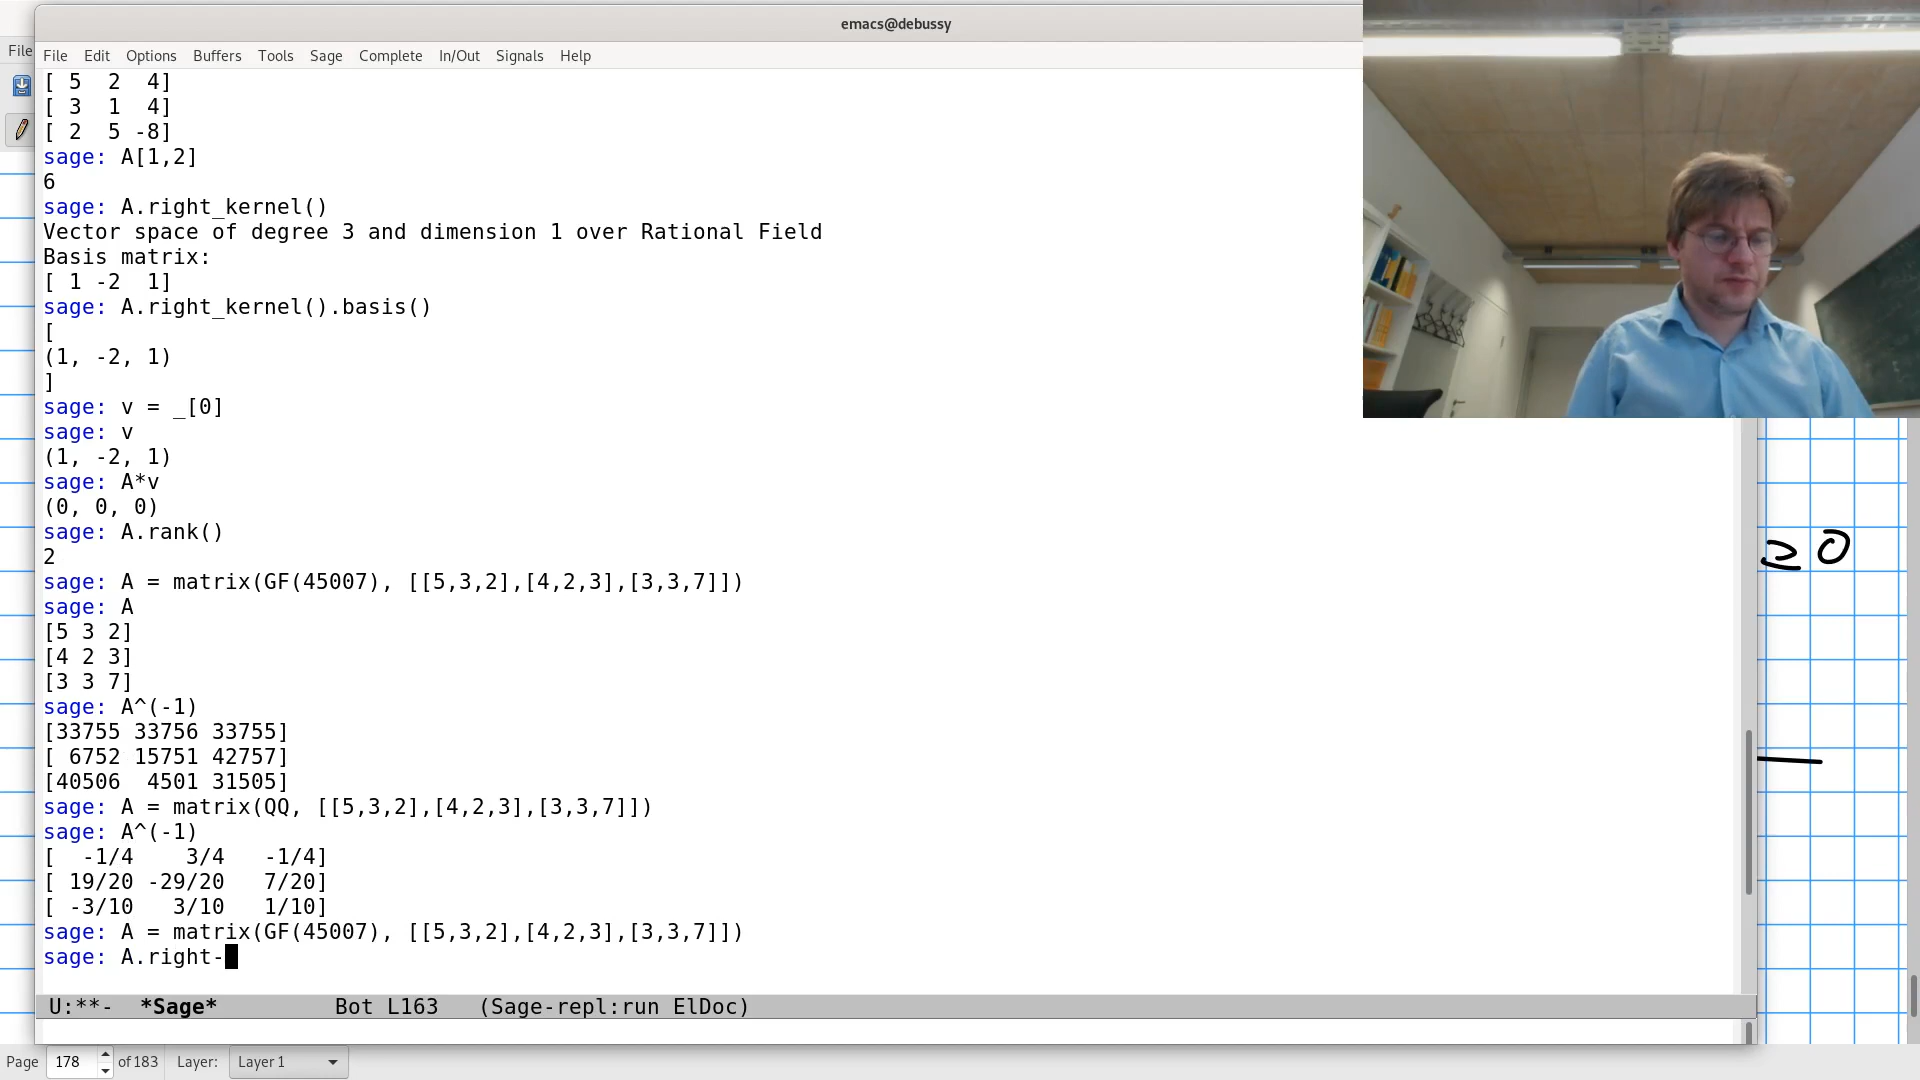 emacs@debussy
File
File Edit Options Buffers Tools Sage Complete In/Out Signals Help
[ 5  2  4]
[ 3  1  4]
[ 2  5 -8]
sage: A[1,2]
6
sage: A.right_kernel()
Vector space of degree 3 and dimension 1 over Rational Field
Basis matrix:
[ 1 -2  1]
sage: A.right_kernel().basis()
[
(1, -2, 1)
]
sage: v = _[0]
sage: v
(1, -2, 1)
sage: A*v
(0, 0, 0)
sage: A.rank()
2
sage: A = matrix(GF(45007), [[5,3,2],[4,2,3],[3,3,7]])
sage: A
[5 3 2]
[4 2 3]
[3 3 7]
sage: A^(-1)
[33755 33756 33755]
[ 6752 15751 42757]
[40506  4501 31505]
sage: A = matrix(QQ, [[5,3,2],[4,2,3],[3,3,7]])
sage: A^(-1)
[  -1/4    3/4   -1/4]
[ 19/20 -29/20   7/20]
[ -3/10   3/10   1/10]
sage: A = matrix(GF(45007), [[5,3,2],[4,2,3],[3,3,7]])
sage: A.right-
U:**-  *Sage*         Bot L163   (Sage-repl:run ElDoc)
Page 178 of 183 Layer: Layer 1